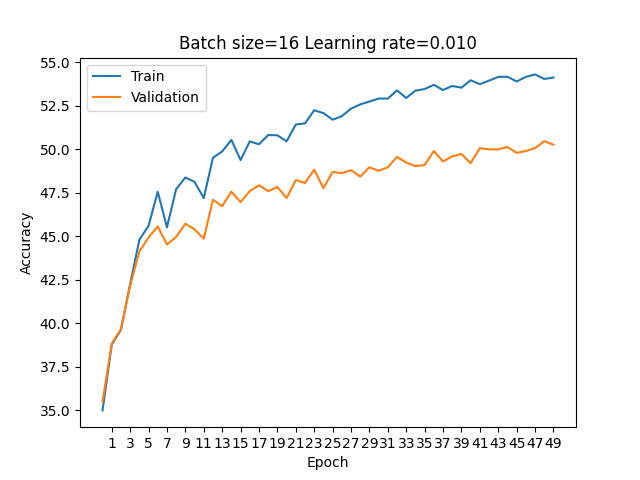 Batch size=16 Learning rate=0.010
Train
Validation
55.0
52.5
50.0
47.5
45.0
42.5
40.0
37.5
35.0
Accuracy
1 3 5 7 9 11 13 15 17 19 21 23 25 27 29 31 33 35 37 39 41 43 45 47 49
Epoch